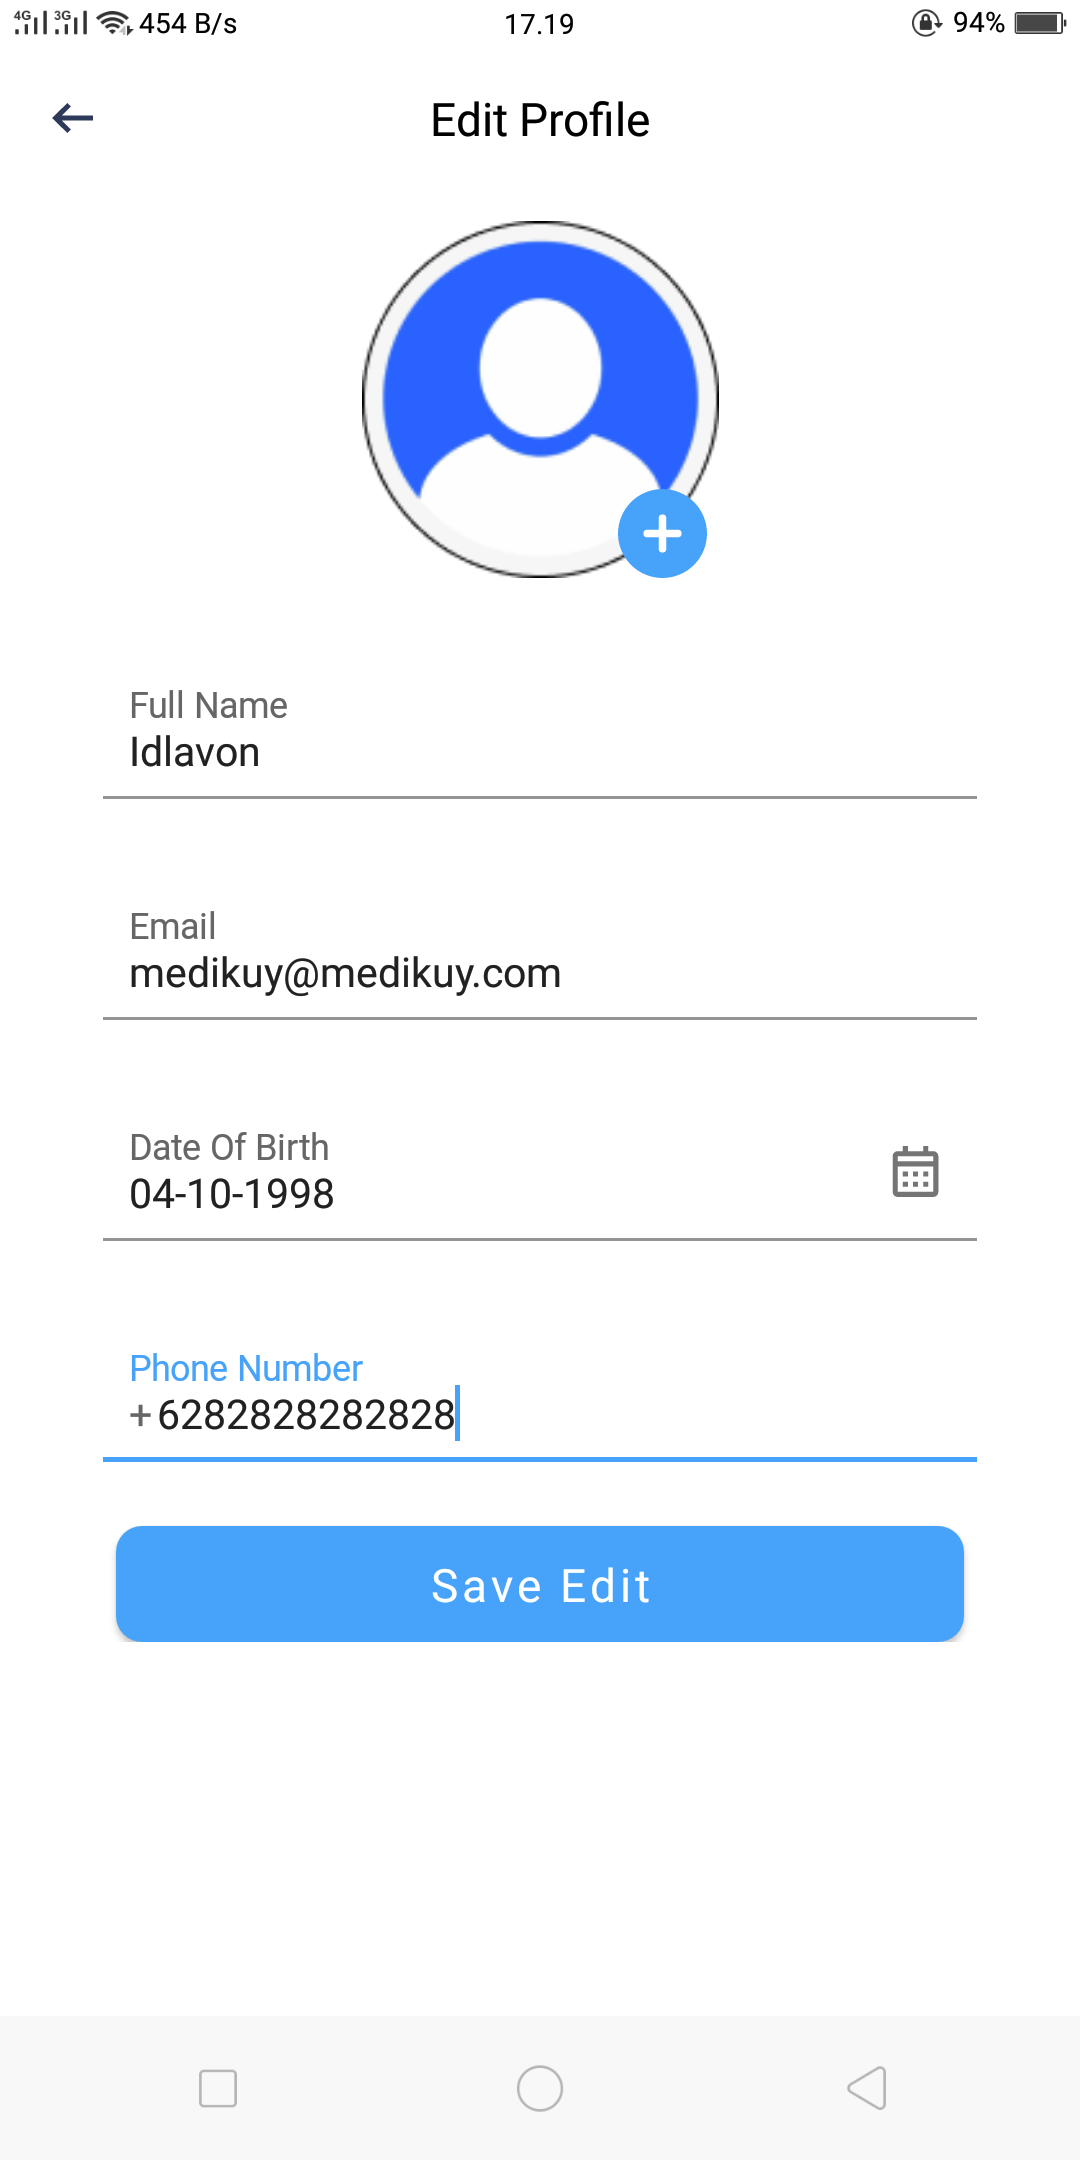 4G 3G 454 B/s 17.19 94%
Edit Profile
Full Name
Idlavon
Email
medikuy@medikuy.com
Date Of Birth
04-10-1998
Phone Number
+6282828282828
Save Edit